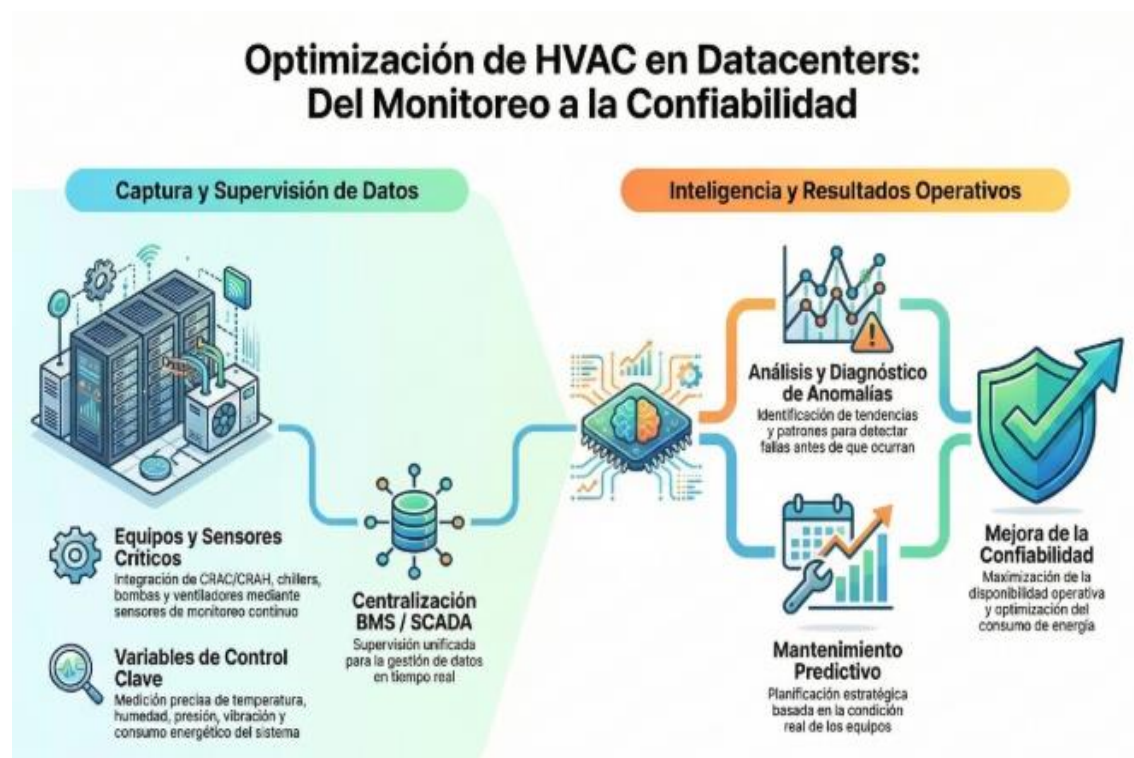 Optimización de HVAC en Datacenters:
Del Monitoreo a la Confiabilidad
Captura y Supervisión de Datos
Equipos y Sensores
Críticos
Integración de CRAC/CRAH, chillers,
bombas y ventiladores mediante
sensores de monitoreo continuo
Variables de Control
Clave
Medición precisa de temperatura,
humedad, presión, vibración y
consumo energético del sistema
Centralización
BMS / SCADA
Supervisión unificada
para la gestión de datos
en tiempo real
Inteligencia y Resultados Operativos
Análisis y Diagnóstico
de Anomalías
Identificación de tendencias
y patrones para detectar
fallas antes de que ocurran
Mantenimiento
Predictivo
Planificación estratégica
basada en la condición
real de los equipos
Mejora de la
Confiabilidad
Maximización de la
disponibilidad operativa
y optimización del
consumo de energía